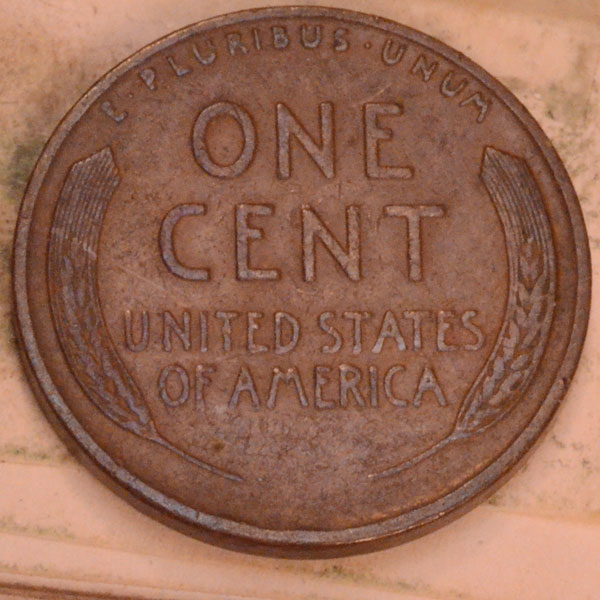 E · PLURIBUS · UNUM
ONE
CENT
UNITED STATES
OF AMERICA